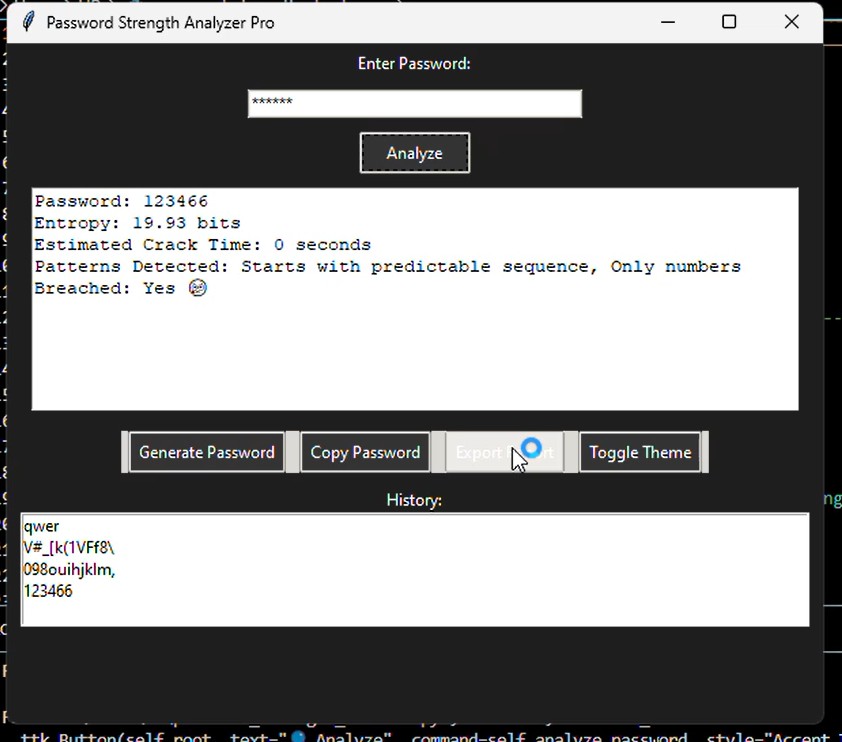 Password Strength Analyzer Pro
Enter Password:
******
Analyze
Password: 123466
Entropy: 19.93 bits
Estimated Crack Time: 0 seconds
Patterns Detected: Starts with predictable sequence, Only numbers
Breached: Yes
Generate Password Copy Password Export Toggle Theme
History:
qwer
V#_[k(1VFf8\
098ouihjklm,
123466
ttk.Button(self.root, text=" Analyze", command=self.analyze_password, style="Accent.T